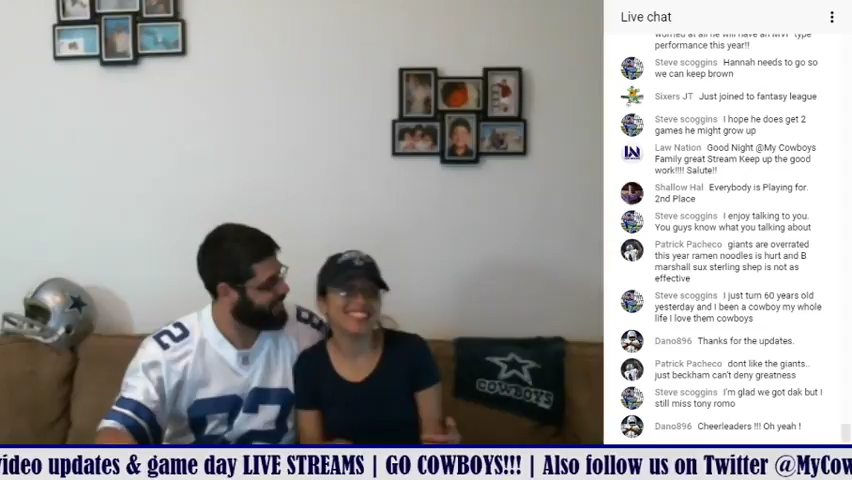 Live chat
worried at all he will have an MVP type
performance this year!!
Steve scoggins Hannah needs to go so
we can keep brown
Sixers JT Just joined to fantasy league
Steve scoggins I hope he does get 2
games he might grow up
Law Nation Good Night @My Cowboys
Family great Stream Keep up the good
work!!!! Salute!!
Shallow Hal Everybody is Playing for.
2nd Place
Steve scoggins I enjoy talking to you.
You guys know what you talking about
Patrick Pacheco giants are overrated
this year ramen noodles is hurt and B
marshall sux sterling shep is not as
effective
Steve scoggins I just turn 60 years old
yesterday and I been a cowboy my whole
life I love them cowboys
Dano896 Thanks for the updates.
Patrick Pacheco dont like the giants..
just beckham can't deny greatness
Steve scoggins I'm glad we got dak but I
still miss tony romo
Dano896 Cheerleaders !!! Oh yeah !
82
8
COWBOYS
video updates & game day LIVE STREAMS | GO COWBOYS!!! | Also follow us on Twitter @MyCow